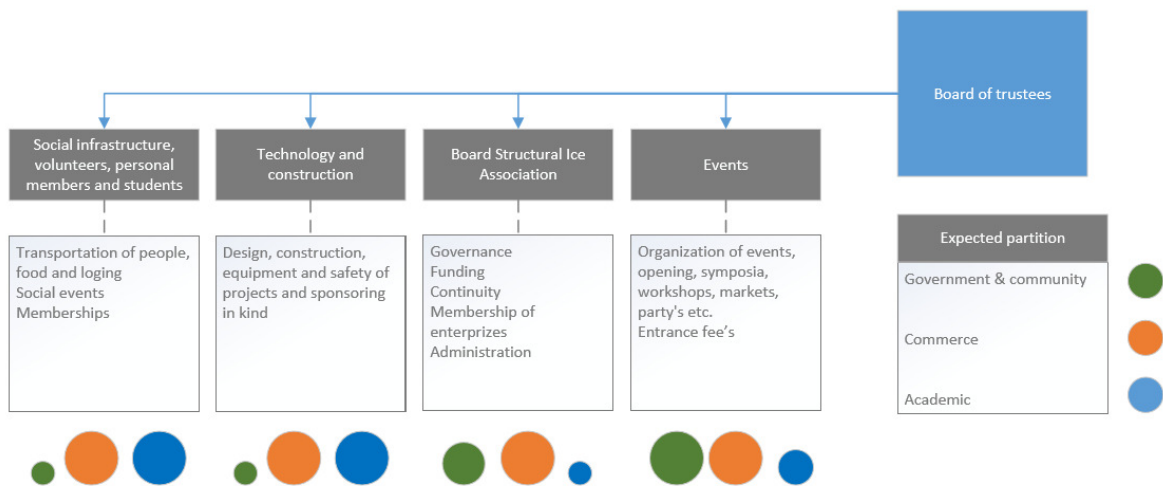 Board of trustees
Social infrastructure,
volunteers, personal
members and students
Technology and
construction
Board Structural Ice
Association
Events
Transportation of people,
food and loging
Social events
Memberships
Design, construction,
equipment and safety of
projects and sponsoring
in kind
Governance
Funding
Continuity
Membership of
enterprizes
Administration
Organization of events,
opening, symposia,
workshops, markets,
party's etc.
Entrance fee’s
Expected partition
Government & community
Commerce
Academic